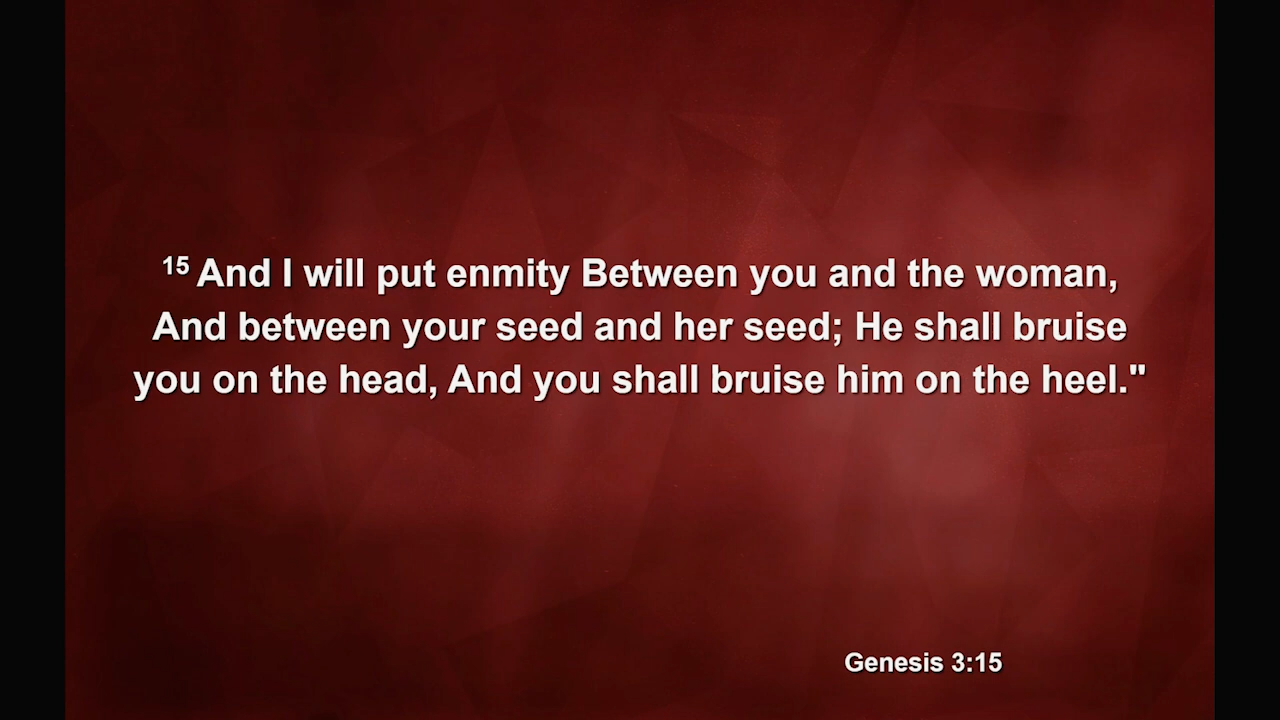 15 And I will put enmity Between you and the woman,
And between your seed and her seed; He shall bruise
you on the head, And you shall bruise him on the heel."
Genesis 3:15